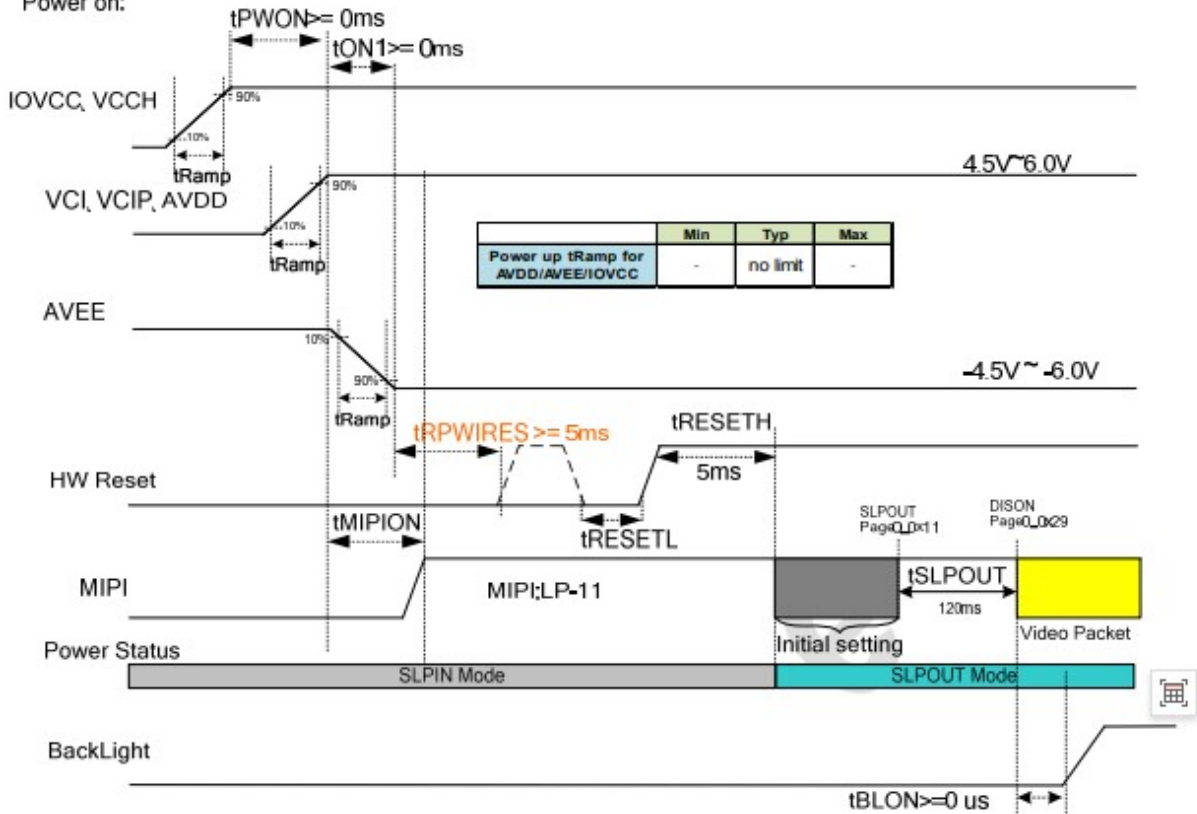 Power on:
tPWON>= 0ms
tON1>= 0ms
IOVCC, VCCH
90%
10%
tRamp
4.5V~6.0V
VCI, VCIP, AVDD
90%
10%
tRamp
Min Typ Max
Power up tRamp for
AVDD/AVEE/IOVCC
- no limit -
AVEE
10%
90%
-4.5V ~ -6.0V
tRamp
tRPWIRES >= 5ms
tRESETH
5ms
HW Reset
SLPOUT
Page0_0x11
DISON
Page0_0x29
tMIPION
tRESETL
tSLPOUT
MIPI
MIPI:LP-11
120ms
Initial setting
Video Packet
Power Status
SLPIN Mode
SLPOUT Mode
BackLight
tBLON>=0 us